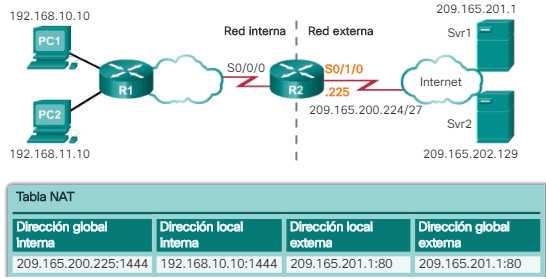 209.165.201.1
192.168.10.10
Red interna
Red externa
Svr1
PC1
S0/0/0
S0/1/0
Internet
R1
R2
.225
209.165.200.224/27
PC2
Svr2
192.168.11.10
209.165.202.129
Tabla NAT
Dirección global interna
Dirección local interna
Dirección local externa
Dirección global externa
209.165.200.225:1444
192.168.10.10:1444
209.165.201.1:80
209.165.201.1:80